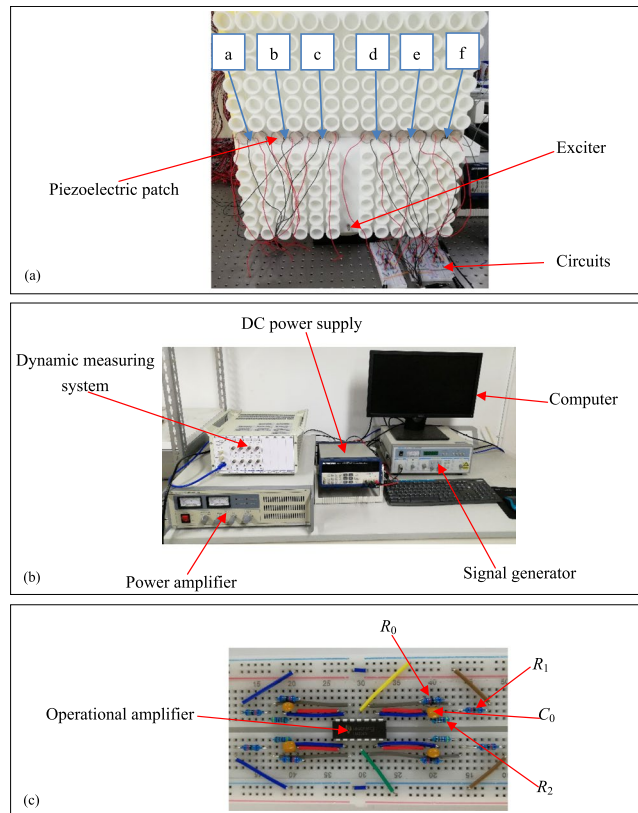 a b c d e f
Exciter
Piezoelectric patch
Circuits
(a)
DC power supply
Dynamic measuring
system
Computer
Power amplifier
Signal generator
(b)
R0
R1
Operational amplifier
C0
R2
(c)